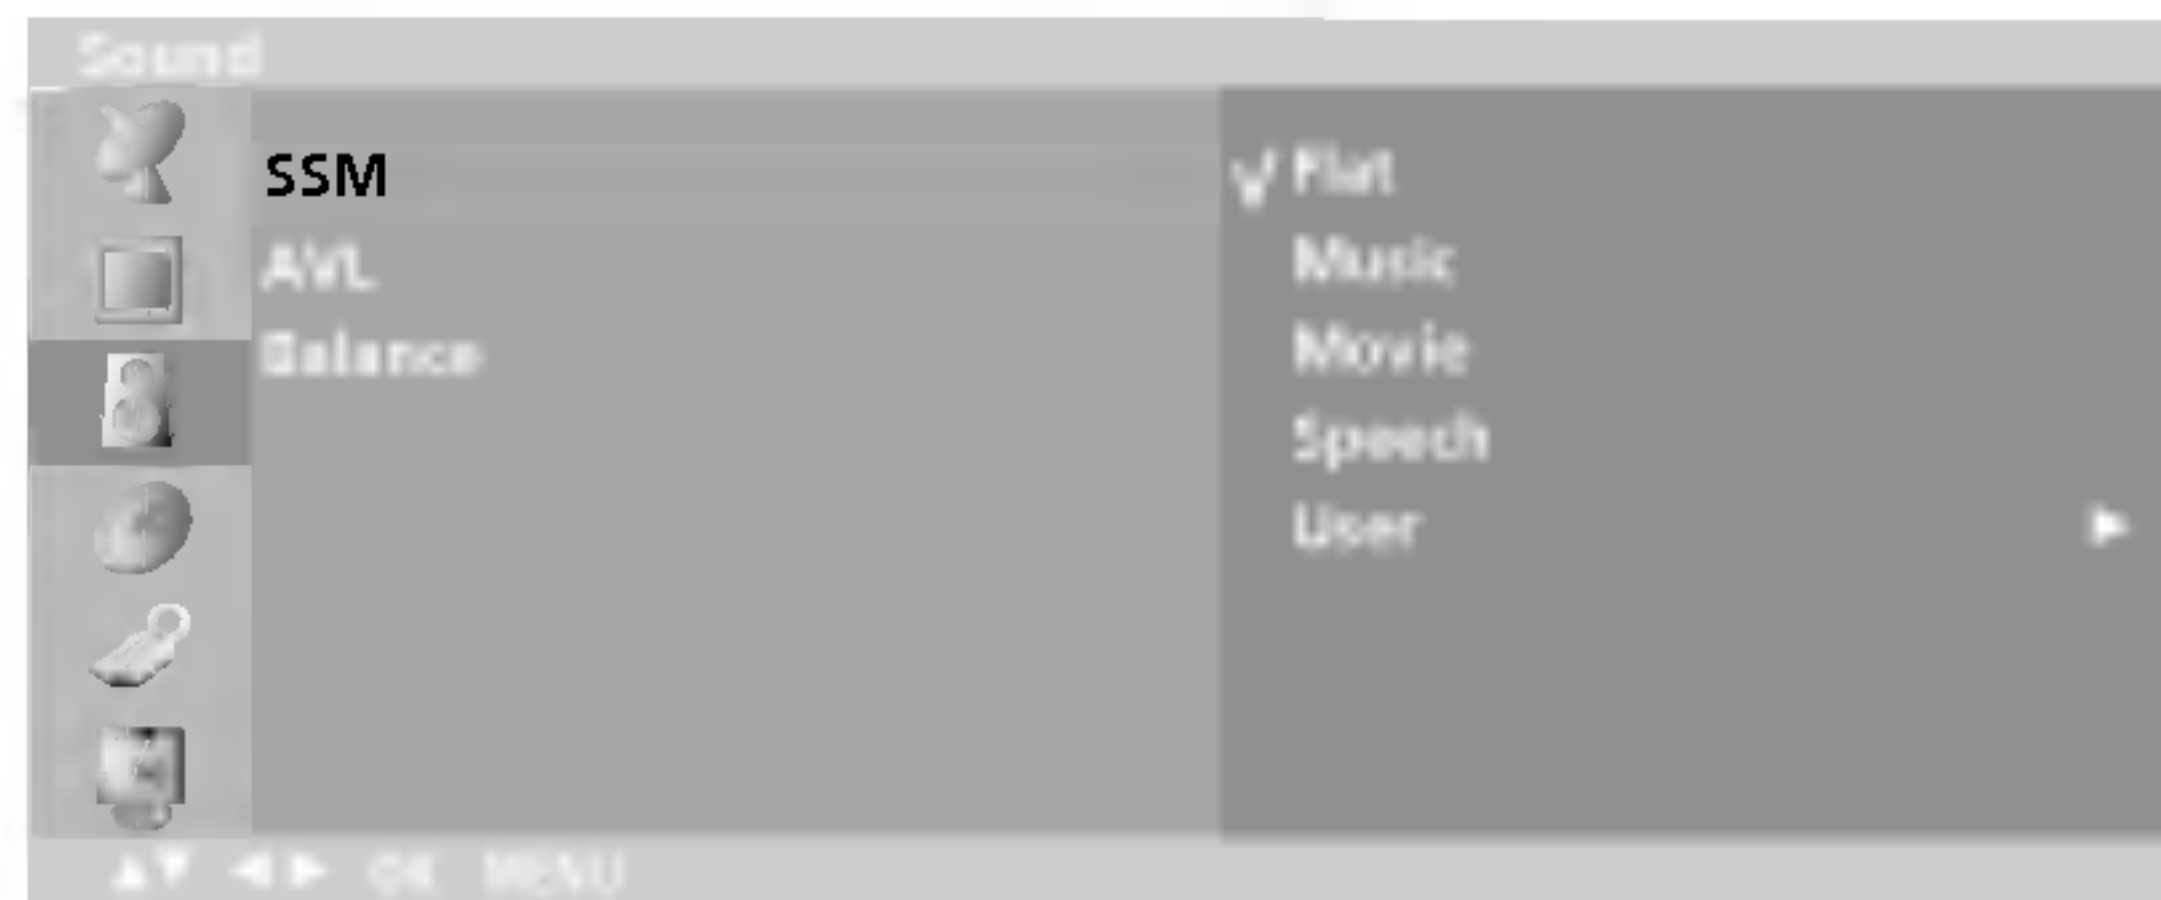 Sound
SSM
AVL
Balance
√ Flat
Music
Movie
Speech
User ►
▲▼ ◄ ► OK MENU